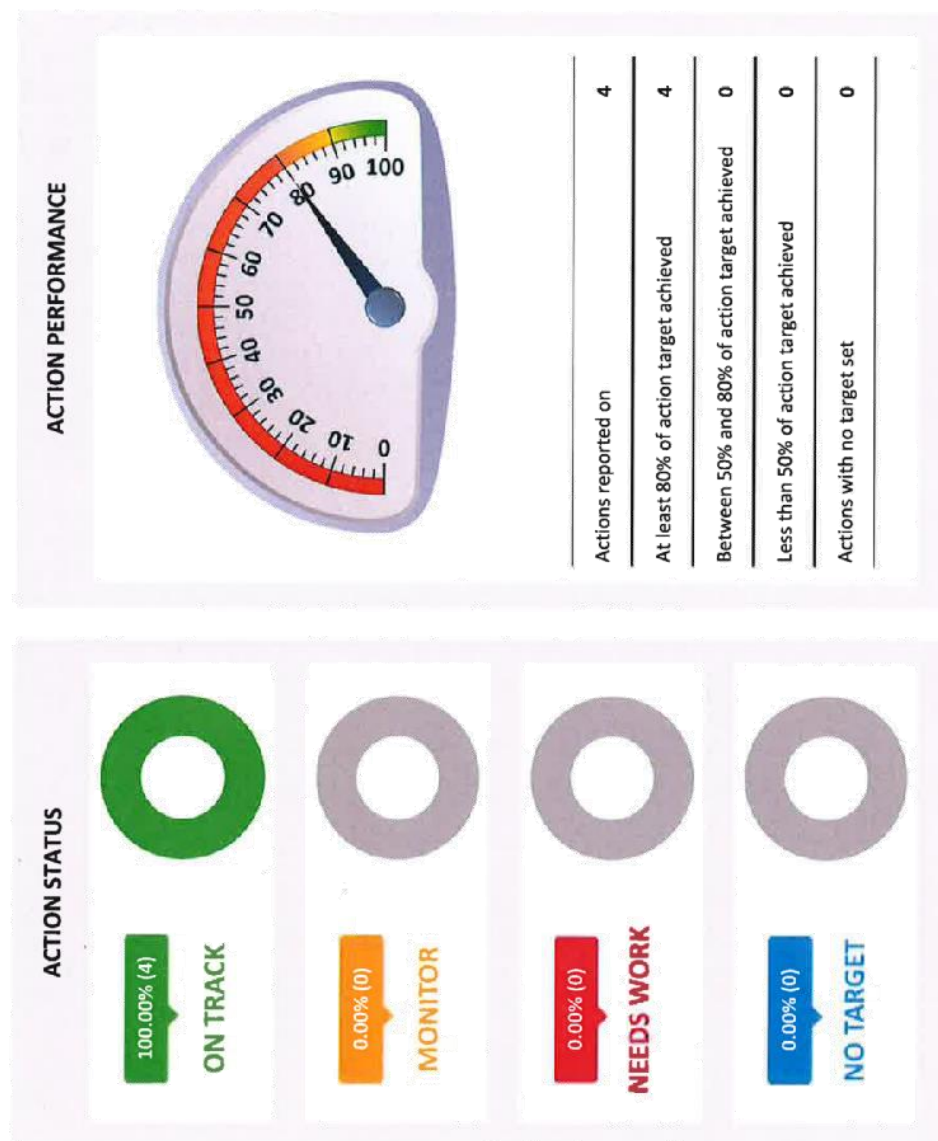 ACTION STATUS
100.00% (4)
ON TRACK
0.00% (0)
MONITOR
0.00% (0)
NEEDS WORK
0.00% (0)
NO TARGET
ACTION PERFORMANCE
0
10
20
30
40
50
60
70
80
90
100
Actions reported on 4
At least 80% of action target achieved 4
Between 50% and 80% of action target achieved 0
Less than 50% of action target achieved 0
Actions with no target set 0